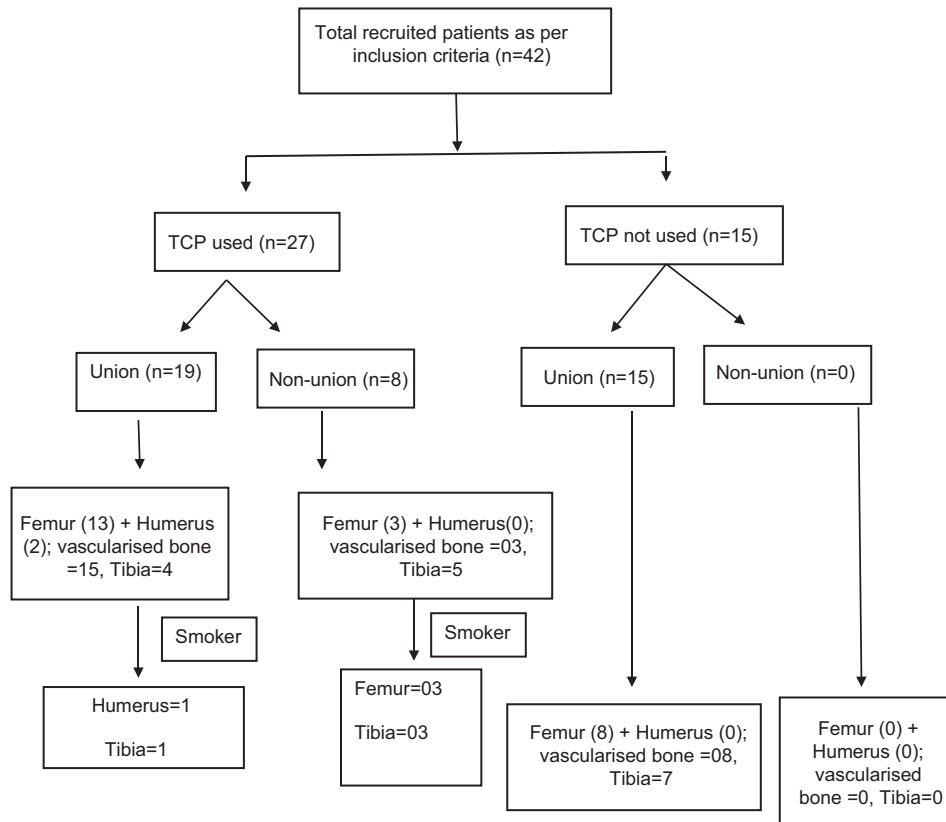 Total recruited patients as per
inclusion criteria (n=42)
TCP used (n=27)
TCP not used (n=15)
Union (n=19)
Non-union (n=8)
Union (n=15)
Non-union (n=0)
Femur (13) + Humerus
(2); vascularised bone
=15, Tibia=4
Femur (3) + Humerus(0);
vascularised bone =03,
Tibia=5
Smoker
Smoker
Humerus=1
Tibia=1
Femur=03
Tibia=03
Femur (8) + Humerus (0);
vascularised bone =08,
Tibia=7
Femur (0) +
Humerus (0);
vascularised
bone =0, Tibia=0